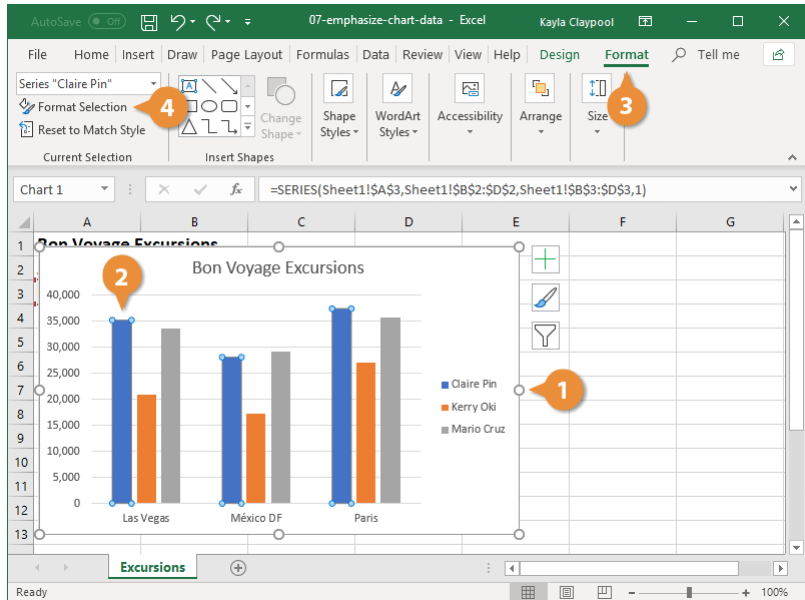 AutoSave Off 07-emphasize-chart-data - Excel Kayla Claypool
File Home Insert Draw Page Layout Formulas Data Review View Help Design Format Tell me
Series "Claire Pin"
Format Selection
Reset to Match Style
Current Selection
Change
Shape
Insert Shapes
Shape
Styles
WordArt
Styles
Accessibility
Arrange
Size
4
3
Chart 1 fx =SERIES(Sheet1!$A$3,Sheet1!$B$2:$D$2,Sheet1!$B$3:$D$3,1)
A B C D E F G
1 Bon Voyage Excursions
2
3
4
5
6
7
8
9
10
11
12
13
Bon Voyage Excursions
2
40,000
35,000
30,000
25,000
20,000
15,000
10,000
5,000
0
Las Vegas México DF Paris
Claire Pin
Kerry Oki
Mario Cruz
1
Excursions
Ready 100%